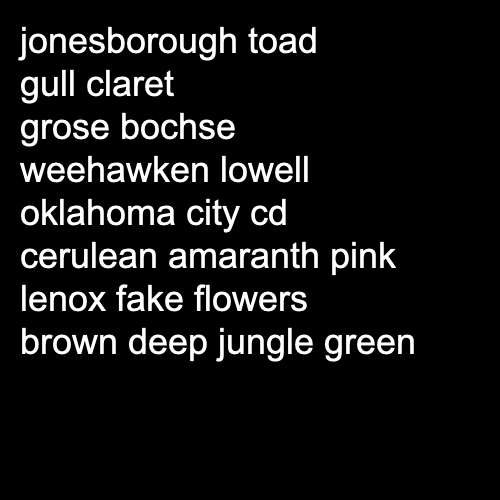 jonesborough toad
gull claret
grose bochse
weehawken lowell
oklahoma city cd
cerulean amaranth pink
lenox fake flowers
brown deep jungle green